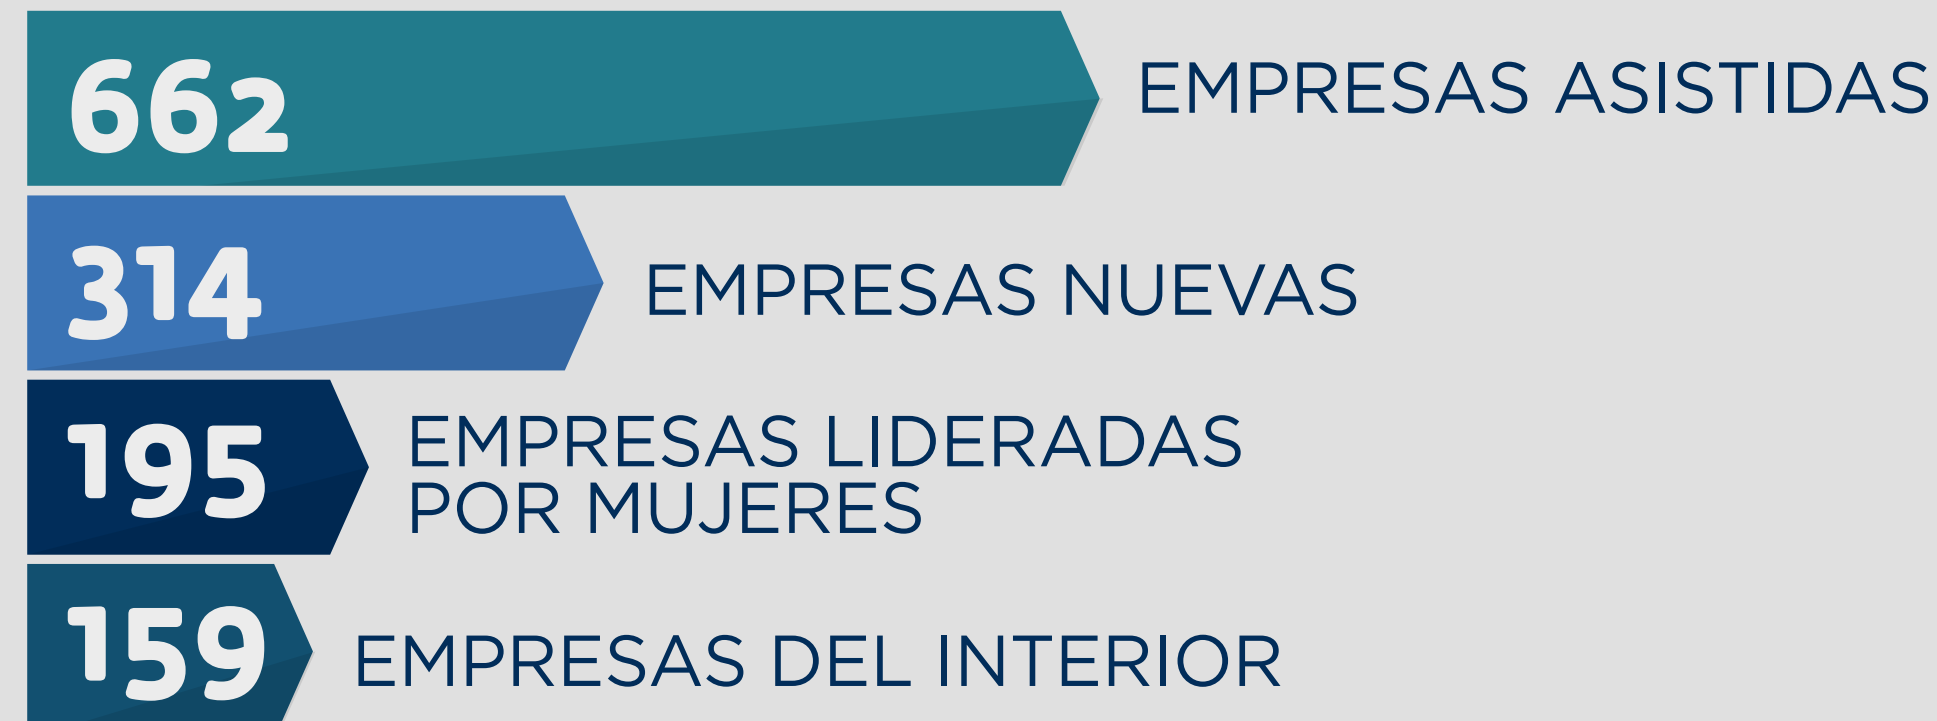 662
EMPRESAS ASISTIDAS
314
EMPRESAS NUEVAS
195
EMPRESAS LIDERADAS
POR MUJERES
159
EMPRESAS DEL INTERIOR